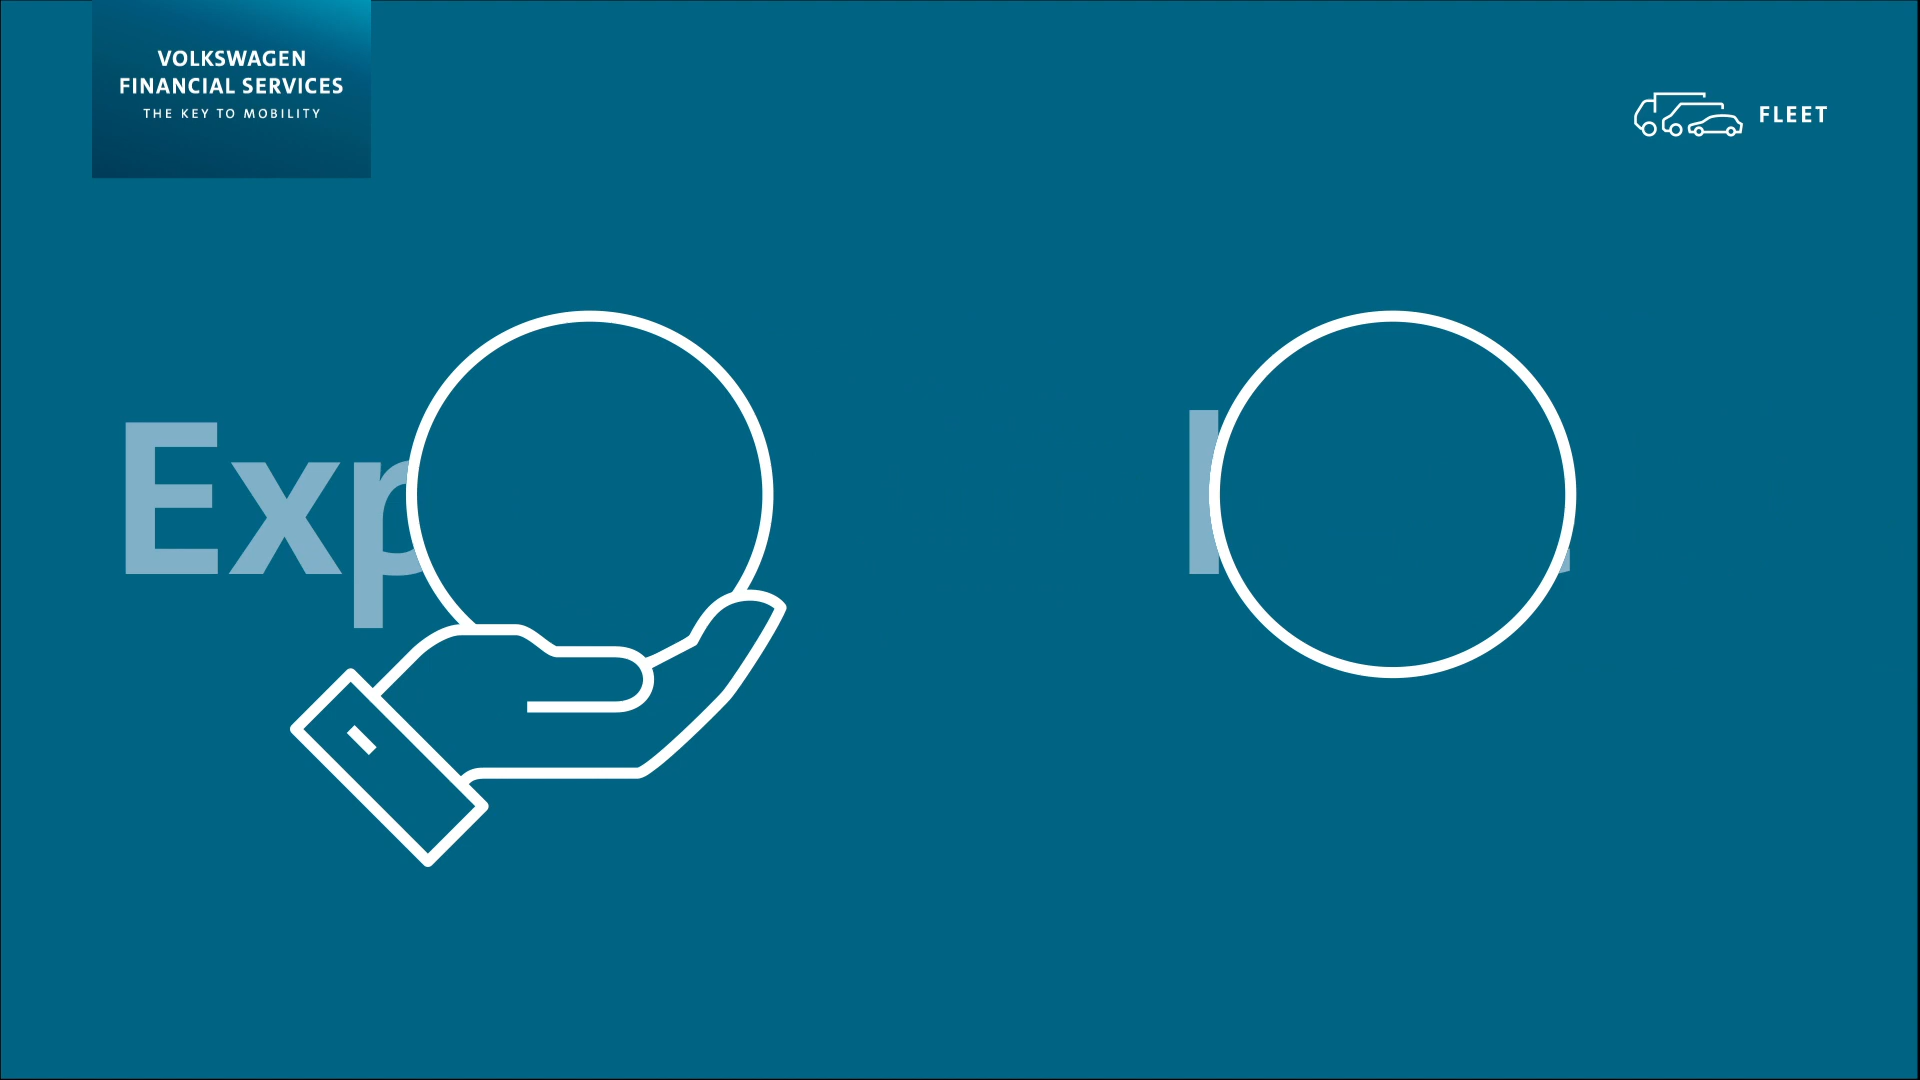 VOLKSWAGEN
FINANCIAL SERVICES
THE KEY TO MOBILITY
FLEET
Exp